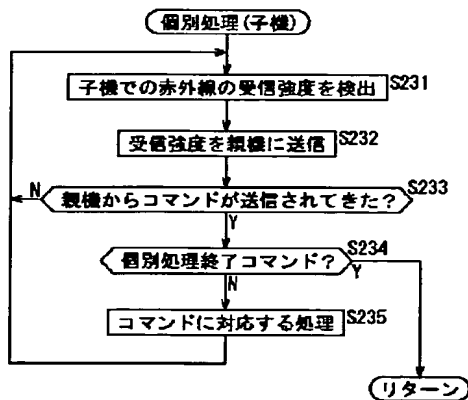 個別処理(子機)
子機での赤外線の受信強度を検出 S231
受信強度を親機に送信 S232
N 親機からコマンドが送信されてきた? S233
Y
個別処理終了コマンド? S234
N Y
コマンドに対応する処理 S235
リターン